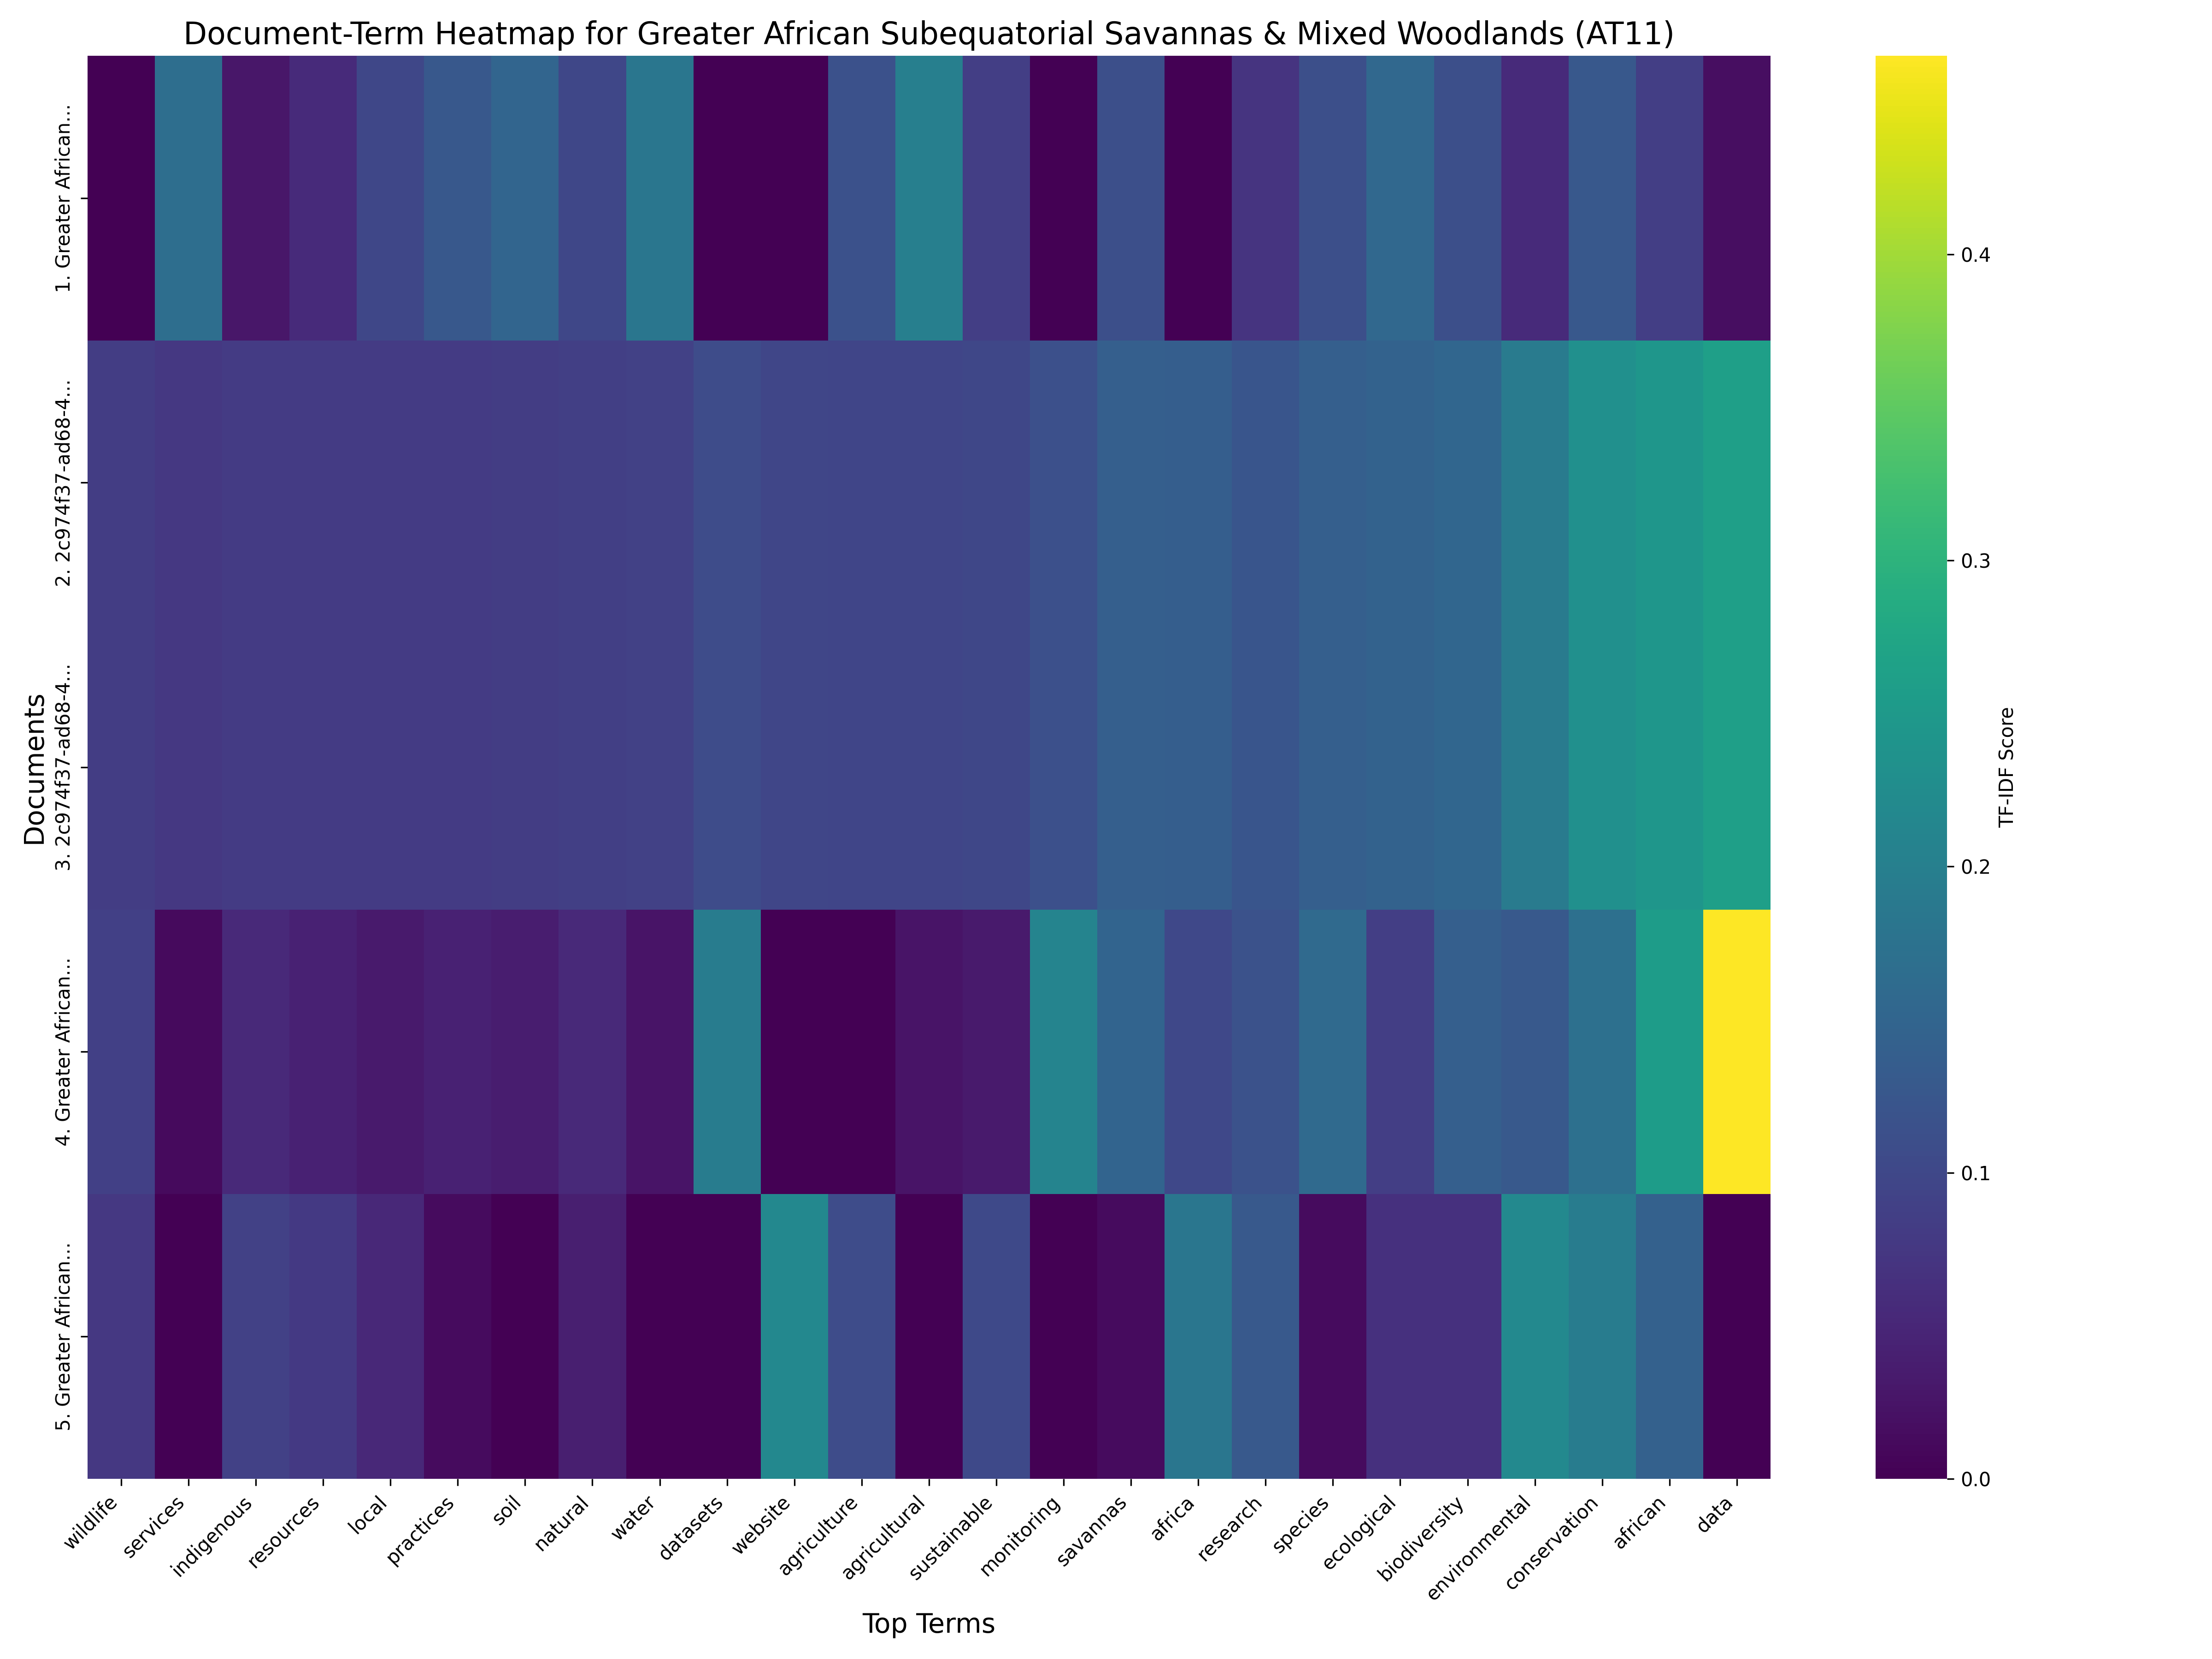 Document-Term Heatmap for Greater African Subequatorial Savannas & Mixed Woodlands (AT11)
Documents
1. Greater African...
2. 2c974f37-ad68-4...
3. 2c974f37-ad68-4...
4. Greater African...
5. Greater African...
wildlife
services
indigenous
resources
local
practices
soil
natural
water
datasets
website
agriculture
agricultural
sustainable
monitoring
savannas
africa
research
species
ecological
biodiversity
environmental
conservation
african
data
Top Terms
0.4
0.3
0.2
0.1
0.0
TF-IDF Score